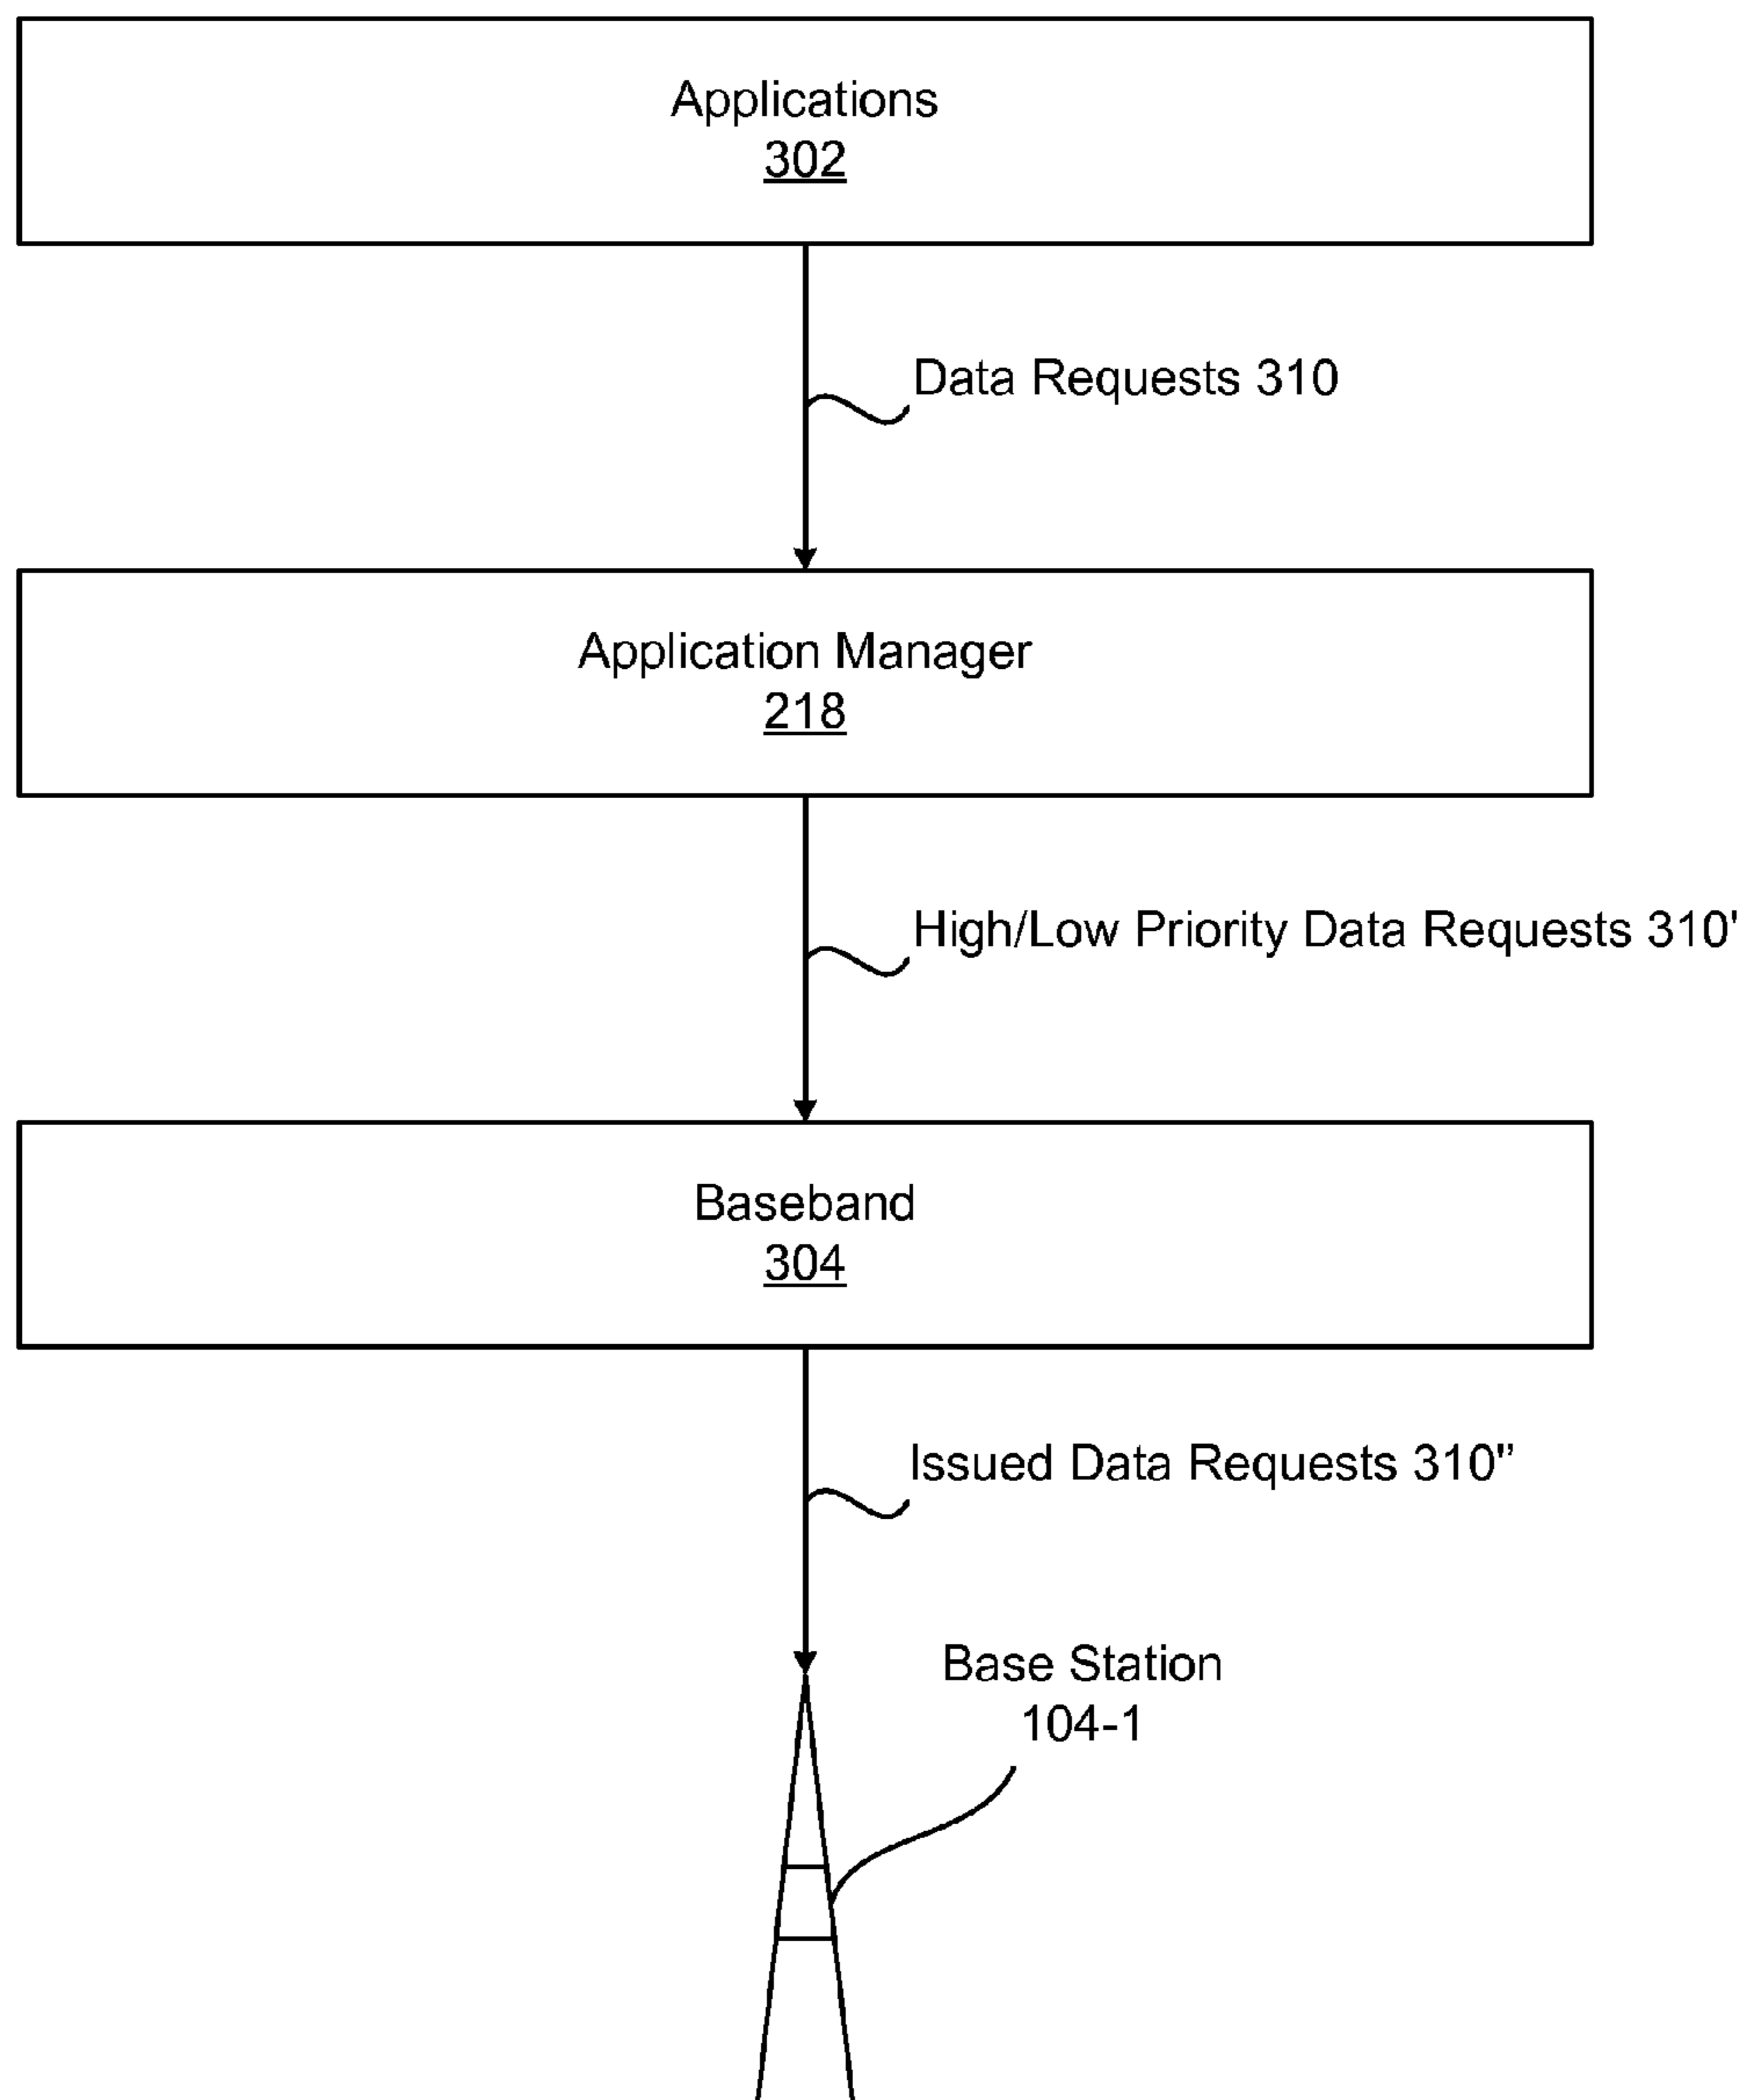 Applications
302
Data Requests 310
Application Manager
218
High/Low Priority Data Requests 310'
Baseband
304
Issued Data Requests 310"
Base Station
104-1